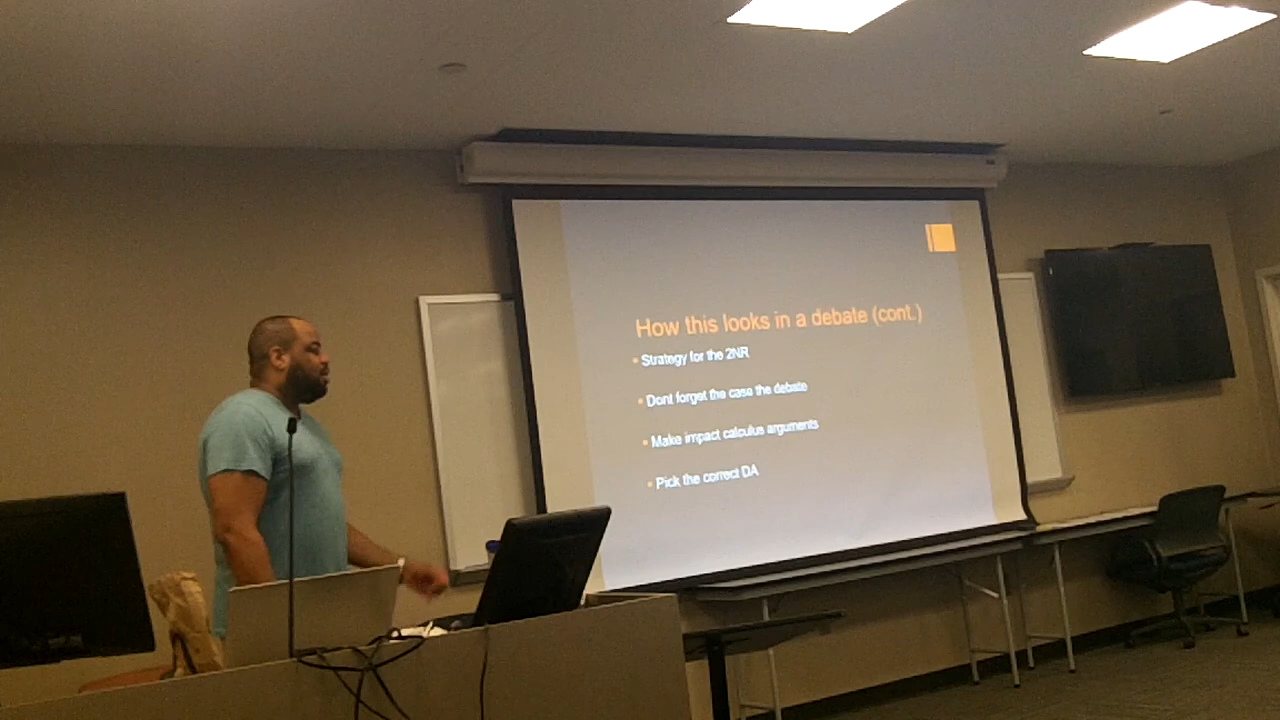 How this looks in a debate (cont.)
Strategy for the 2NR
Dont forget the case the debate
Make impact calculus arguments
Pick the correct DA